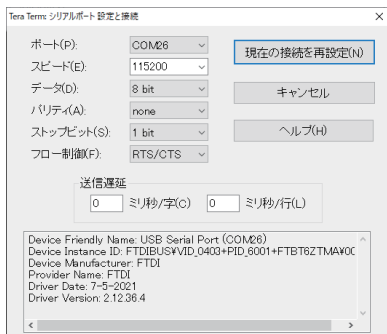 Tera Term: シリアルポート 設定と接続
ポート(P): COM26 現在の接続を再設定(N)
スピード(E): 115200
データ(D): 8 bit キャンセル
パリティ(A): none
ストップビット(S): 1 bit ヘルプ(H)
フロー制御(F): RTS/CTS
送信遅延
0 ミリ秒/字(C) 0 ミリ秒/行(L)
Device Friendly Name: USB Serial Port (COM26)
Device Instance ID: FTDIBUS¥VID_0403+PID_6001+FTBT6ZTMA¥00
Device Manufacturer: FTDI
Provider Name: FTDI
Driver Date: 7-5-2021
Driver Version: 2.12.36.4